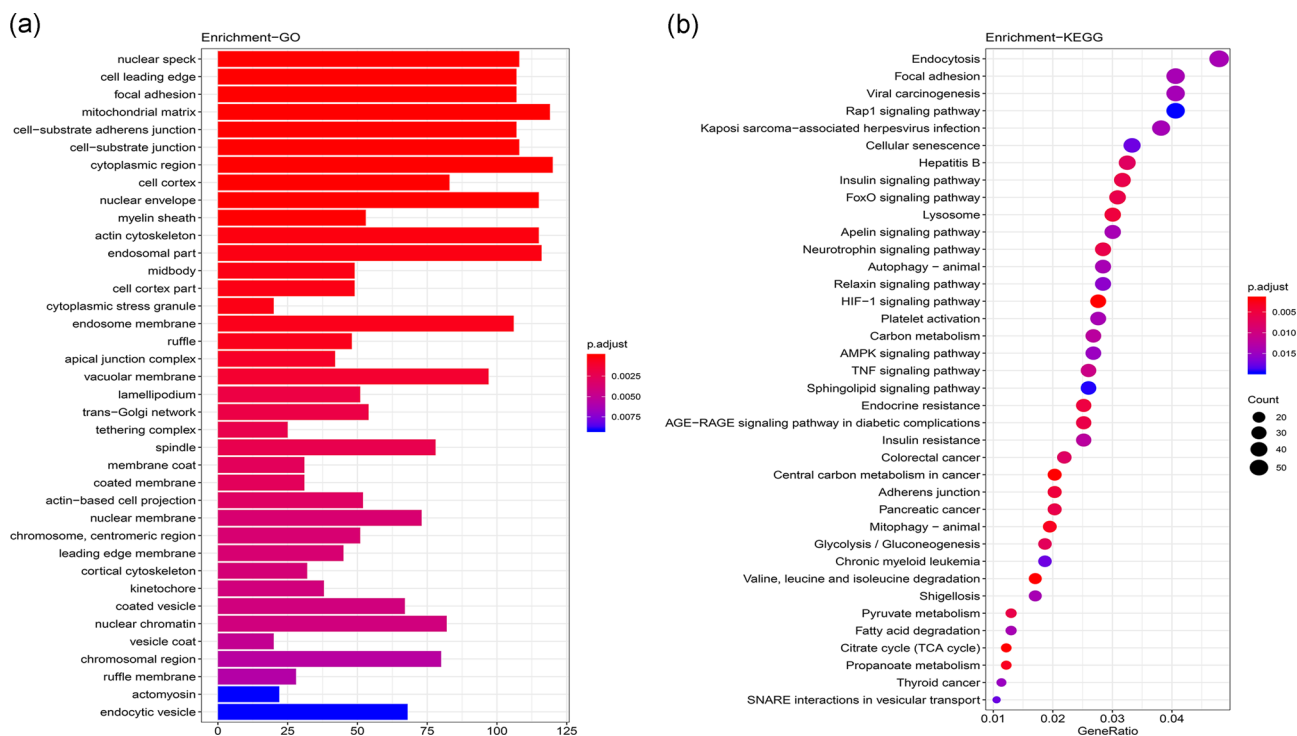 (a)
Enrichment-GO
nuclear speck
cell leading edge
focal adhesion
mitochondrial matrix
cell-substrate adherens junction
cell-substrate junction
cytoplasmic region
cell cortex
nuclear envelope
myelin sheath
actin cytoskeleton
endosomal part
midbody
cell cortex part
cytoplasmic stress granule
endosome membrane
ruffle
apical junction complex
vacuolar membrane
lamellipodium
trans-Golgi network
tethering complex
spindle
membrane coat
coated membrane
actin-based cell projection
nuclear membrane
chromosome, centromeric region
leading edge membrane
cortical cytoskeleton
kinetochore
coated vesicle
nuclear chromatin
vesicle coat
chromosomal region
ruffle membrane
actomyosin
endocytic vesicle
0 25 50 75 100 125
p.adjust
0.0025
0.0050
0.0075
(b)
Enrichment-KEGG
Endocytosis
Focal adhesion
Viral carcinogenesis
Rap1 signaling pathway
Kaposi sarcoma-associated herpesvirus infection
Cellular senescence
Hepatitis B
Insulin signaling pathway
FoxO signaling pathway
Lysosome
Apelin signaling pathway
Neurotrophin signaling pathway
Autophagy - animal
Relaxin signaling pathway
HIF-1 signaling pathway
Platelet activation
Carbon metabolism
AMPK signaling pathway
TNF signaling pathway
Sphingolipid signaling pathway
Endocrine resistance
AGE-RAGE signaling pathway in diabetic complications
Insulin resistance
Colorectal cancer
Central carbon metabolism in cancer
Adherens junction
Pancreatic cancer
Mitophagy - animal
Glycolysis / Gluconeogenesis
Chronic myeloid leukemia
Valine, leucine and isoleucine degradation
Shigellosis
Pyruvate metabolism
Fatty acid degradation
Citrate cycle (TCA cycle)
Propanoate metabolism
Thyroid cancer
SNARE interactions in vesicular transport
0.01 0.02 0.03 0.04
GeneRatio
p.adjust
0.005
0.010
0.015
Count
20
30
40
50